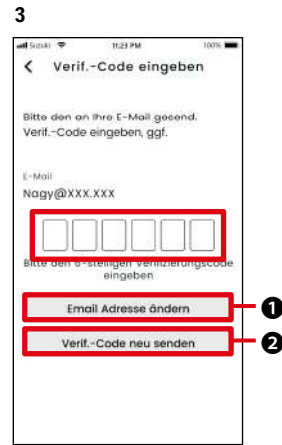 3
Suzuki 11:23 PM 100%
Verif.-Code eingeben
Bitte den an Ihre E-Mail gesend.
Verif.-Code eingeben, ggf.
E-Mail
Nagy@XXX.XXX
Bitte den 6-stelligen Verifizierungscode
eingeben
Email Adresse ändern
1
Verif.-Code neu senden
2